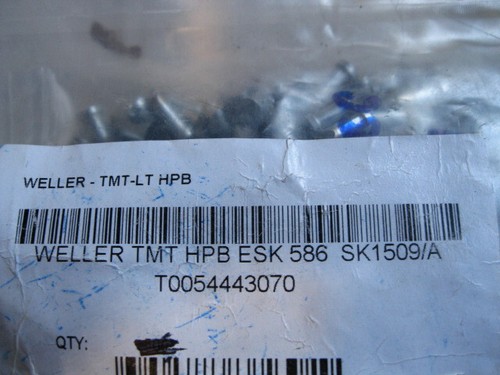 WELLER - TMT-LT HPB
WELLER TMT HPB ESK 586 SK1509/A
T0054443070
QTY: